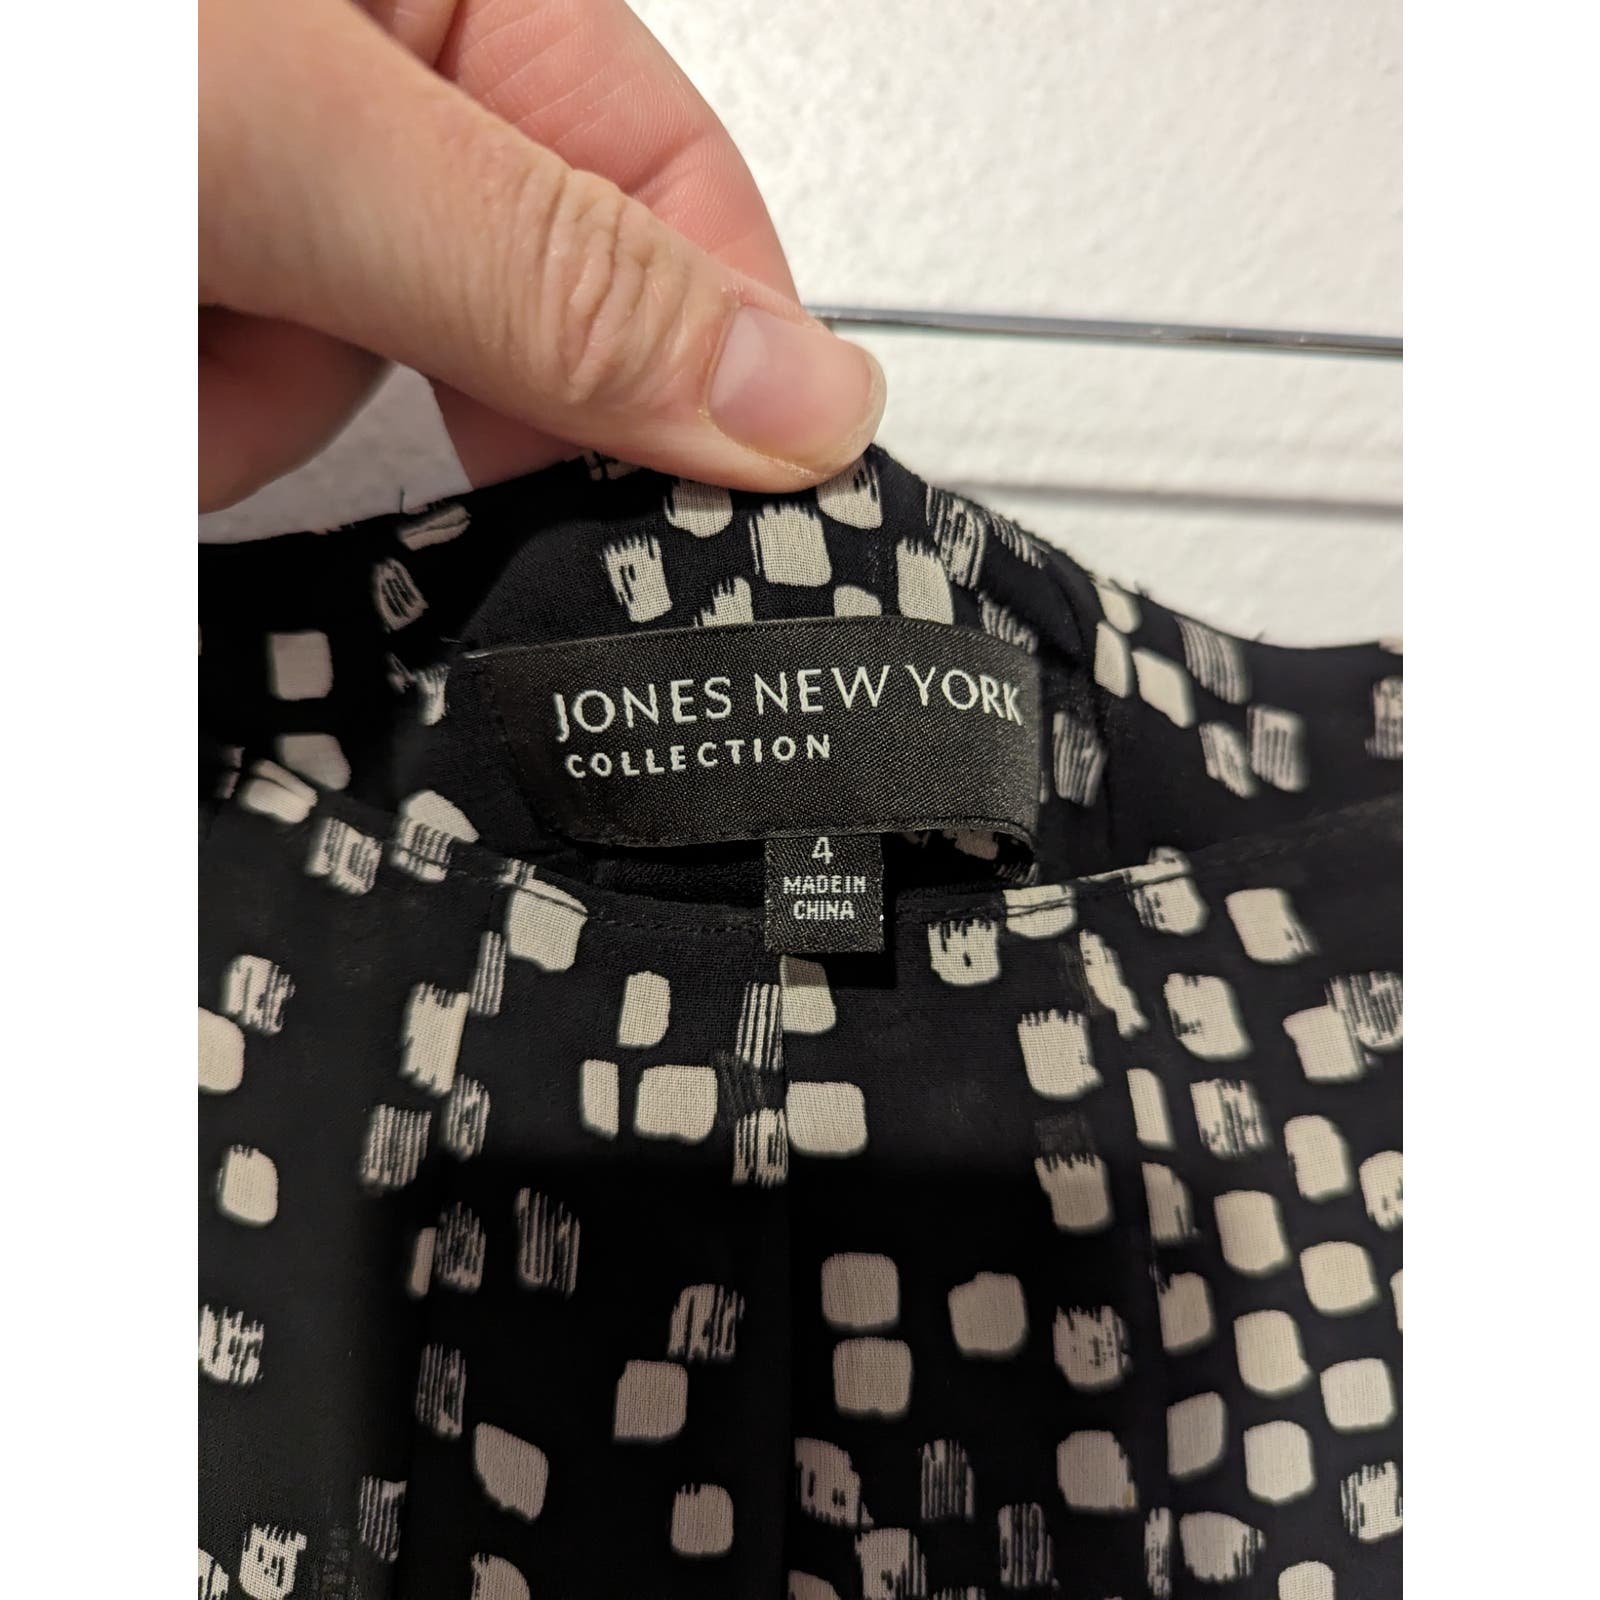 JONES NEW YORK
COLLECTION
4
MADE IN
CHINA